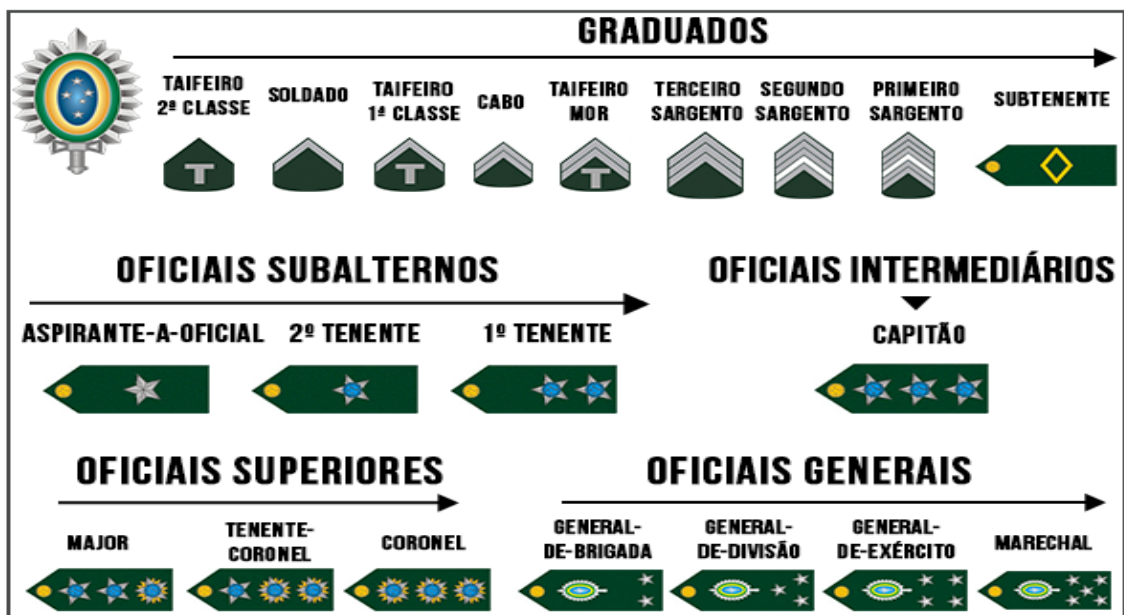 GRADUADOS
TAIFEIRO
2ª CLASSE
SOLDADO
TAIFEIRO
1ª CLASSE
CABO
TAIFEIRO
MOR
TERCEIRO
SARGENTO
SEGUNDO
SARGENTO
PRIMEIRO
SARGENTO
SUBTENENTE
T
T
T
OFICIAIS SUBALTERNOS
ASPIRANTE-A-OFICIAL
2º TENENTE
1º TENENTE
OFICIAIS INTERMEDIÁRIOS
CAPITÃO
OFICIAIS SUPERIORES
MAJOR
TENENTE-
CORONEL
CORONEL
OFICIAIS GENERAIS
GENERAL-
DE-BRIGADA
GENERAL-
DE-DIVISÃO
GENERAL-
DE-EXÉRCITO
MARECHAL